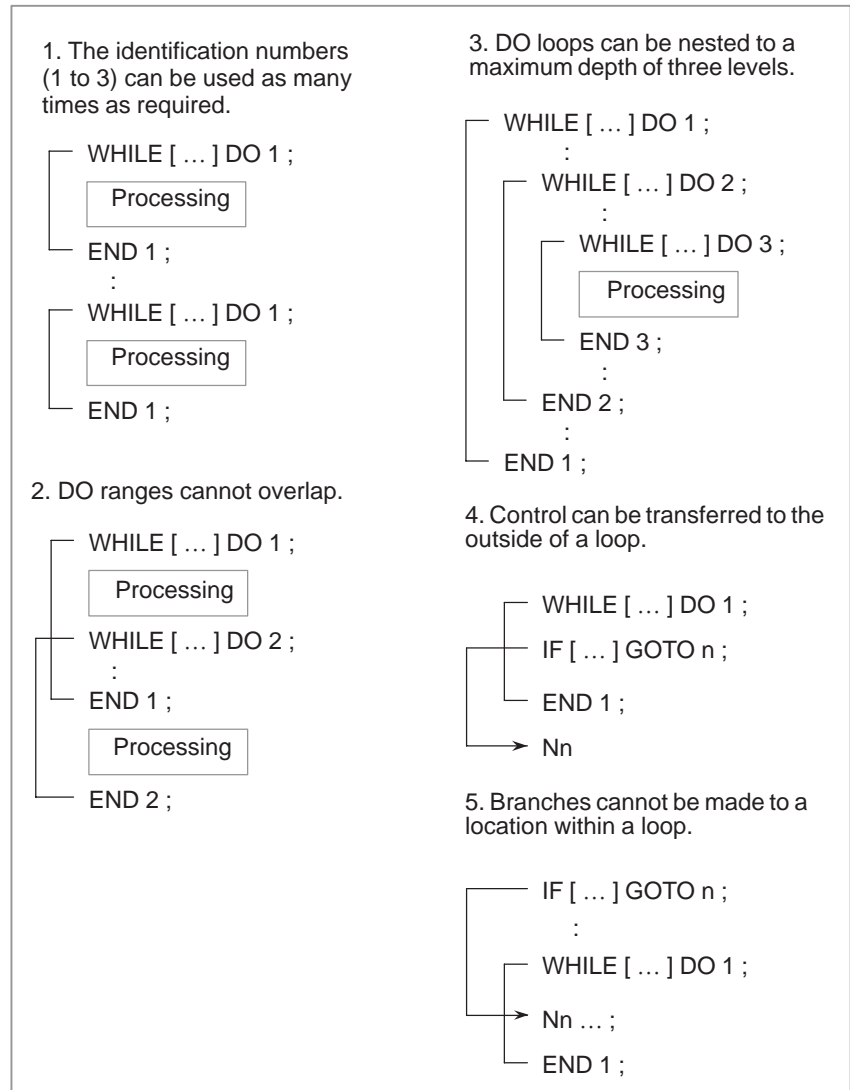 1. The identification numbers
(1 to 3) can be used as many
times as required.
WHILE [ … ] DO 1 ;
Processing
END 1 ;
:
WHILE [ … ] DO 1 ;
Processing
END 1 ;
2. DO ranges cannot overlap.
WHILE [ … ] DO 1 ;
Processing
WHILE [ … ] DO 2 ;
:
END 1 ;
Processing
END 2 ;
3. DO loops can be nested to a
maximum depth of three levels.
WHILE [ … ] DO 1 ;
:
WHILE [ … ] DO 2 ;
:
WHILE [ … ] DO 3 ;
Processing
END 3 ;
:
END 2 ;
:
END 1 ;
4. Control can be transferred to the
outside of a loop.
WHILE [ … ] DO 1 ;
IF [ … ] GOTO n ;
END 1 ;
Nn
5. Branches cannot be made to a
location within a loop.
IF [ … ] GOTO n ;
:
WHILE [ … ] DO 1 ;
Nn … ;
END 1 ;